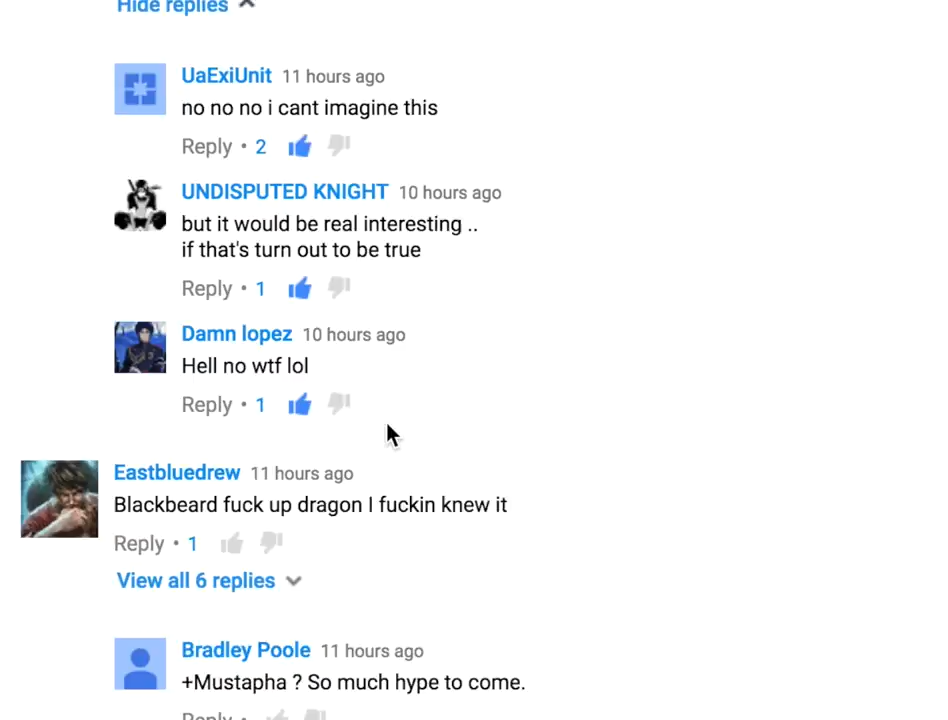 Hide replies
UaExiUnit 11 hours ago
no no no i cant imagine this
Reply • 2
UNDISPUTED KNIGHT 10 hours ago
but it would be real interesting ..
if that's turn out to be true
Reply • 1
Damn lopez 10 hours ago
Hell no wtf lol
Reply • 1
Eastbluedrew 11 hours ago
Blackbeard fuck up dragon I fuckin knew it
Reply • 1
View all 6 replies
Bradley Poole 11 hours ago
+Mustapha ? So much hype to come.
Reply •